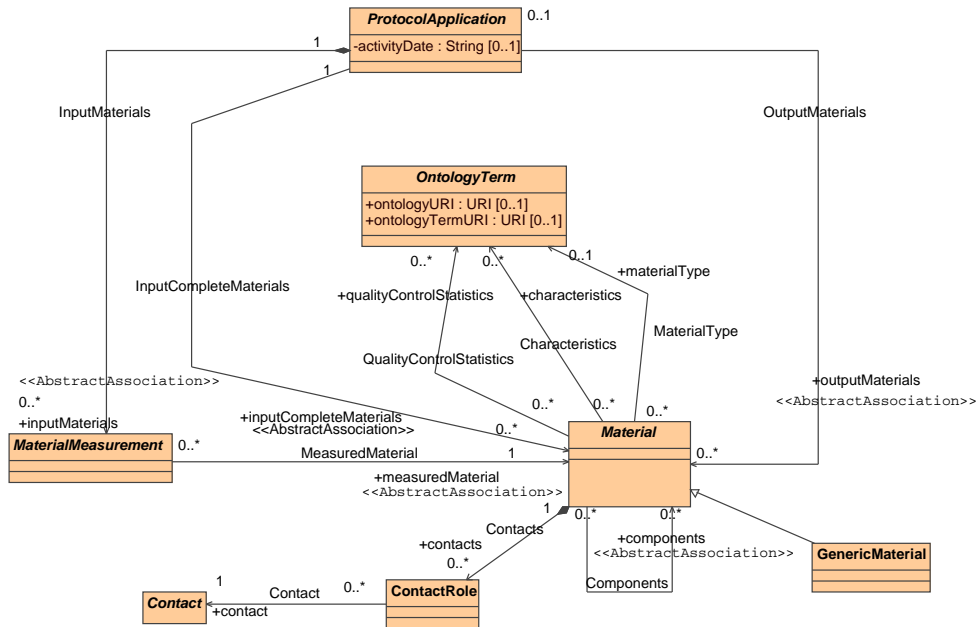 ProtocolApplication
0..1
-activityDate : String [0..1]
1
1
InputMaterials
OutputMaterials
OntologyTerm
+ontologyURI : URI [0..1]
+ontologyTermURI : URI [0..1]
0..*
0..*
0..1
+materialType
InputCompleteMaterials
+qualityControlStatistics
+characteristics
MaterialType
Characteristics
QualityControlStatistics
<<AbstractAssociation>>
+outputMaterials
<<AbstractAssociation>>
0..*
+inputMaterials
+inputCompleteMaterials
<<AbstractAssociation>>
0..*
0..*
0..*
0..*
MaterialMeasurement
0..*
Material
MeasuredMaterial
1
0..*
+measuredMaterial
<<AbstractAssociation>>
1
0..*
0..*
Contacts
+contacts
0..*
+components
<<AbstractAssociation>>
GenericMaterial
Components
1
Contact
0..*
ContactRole
Contact
+contact